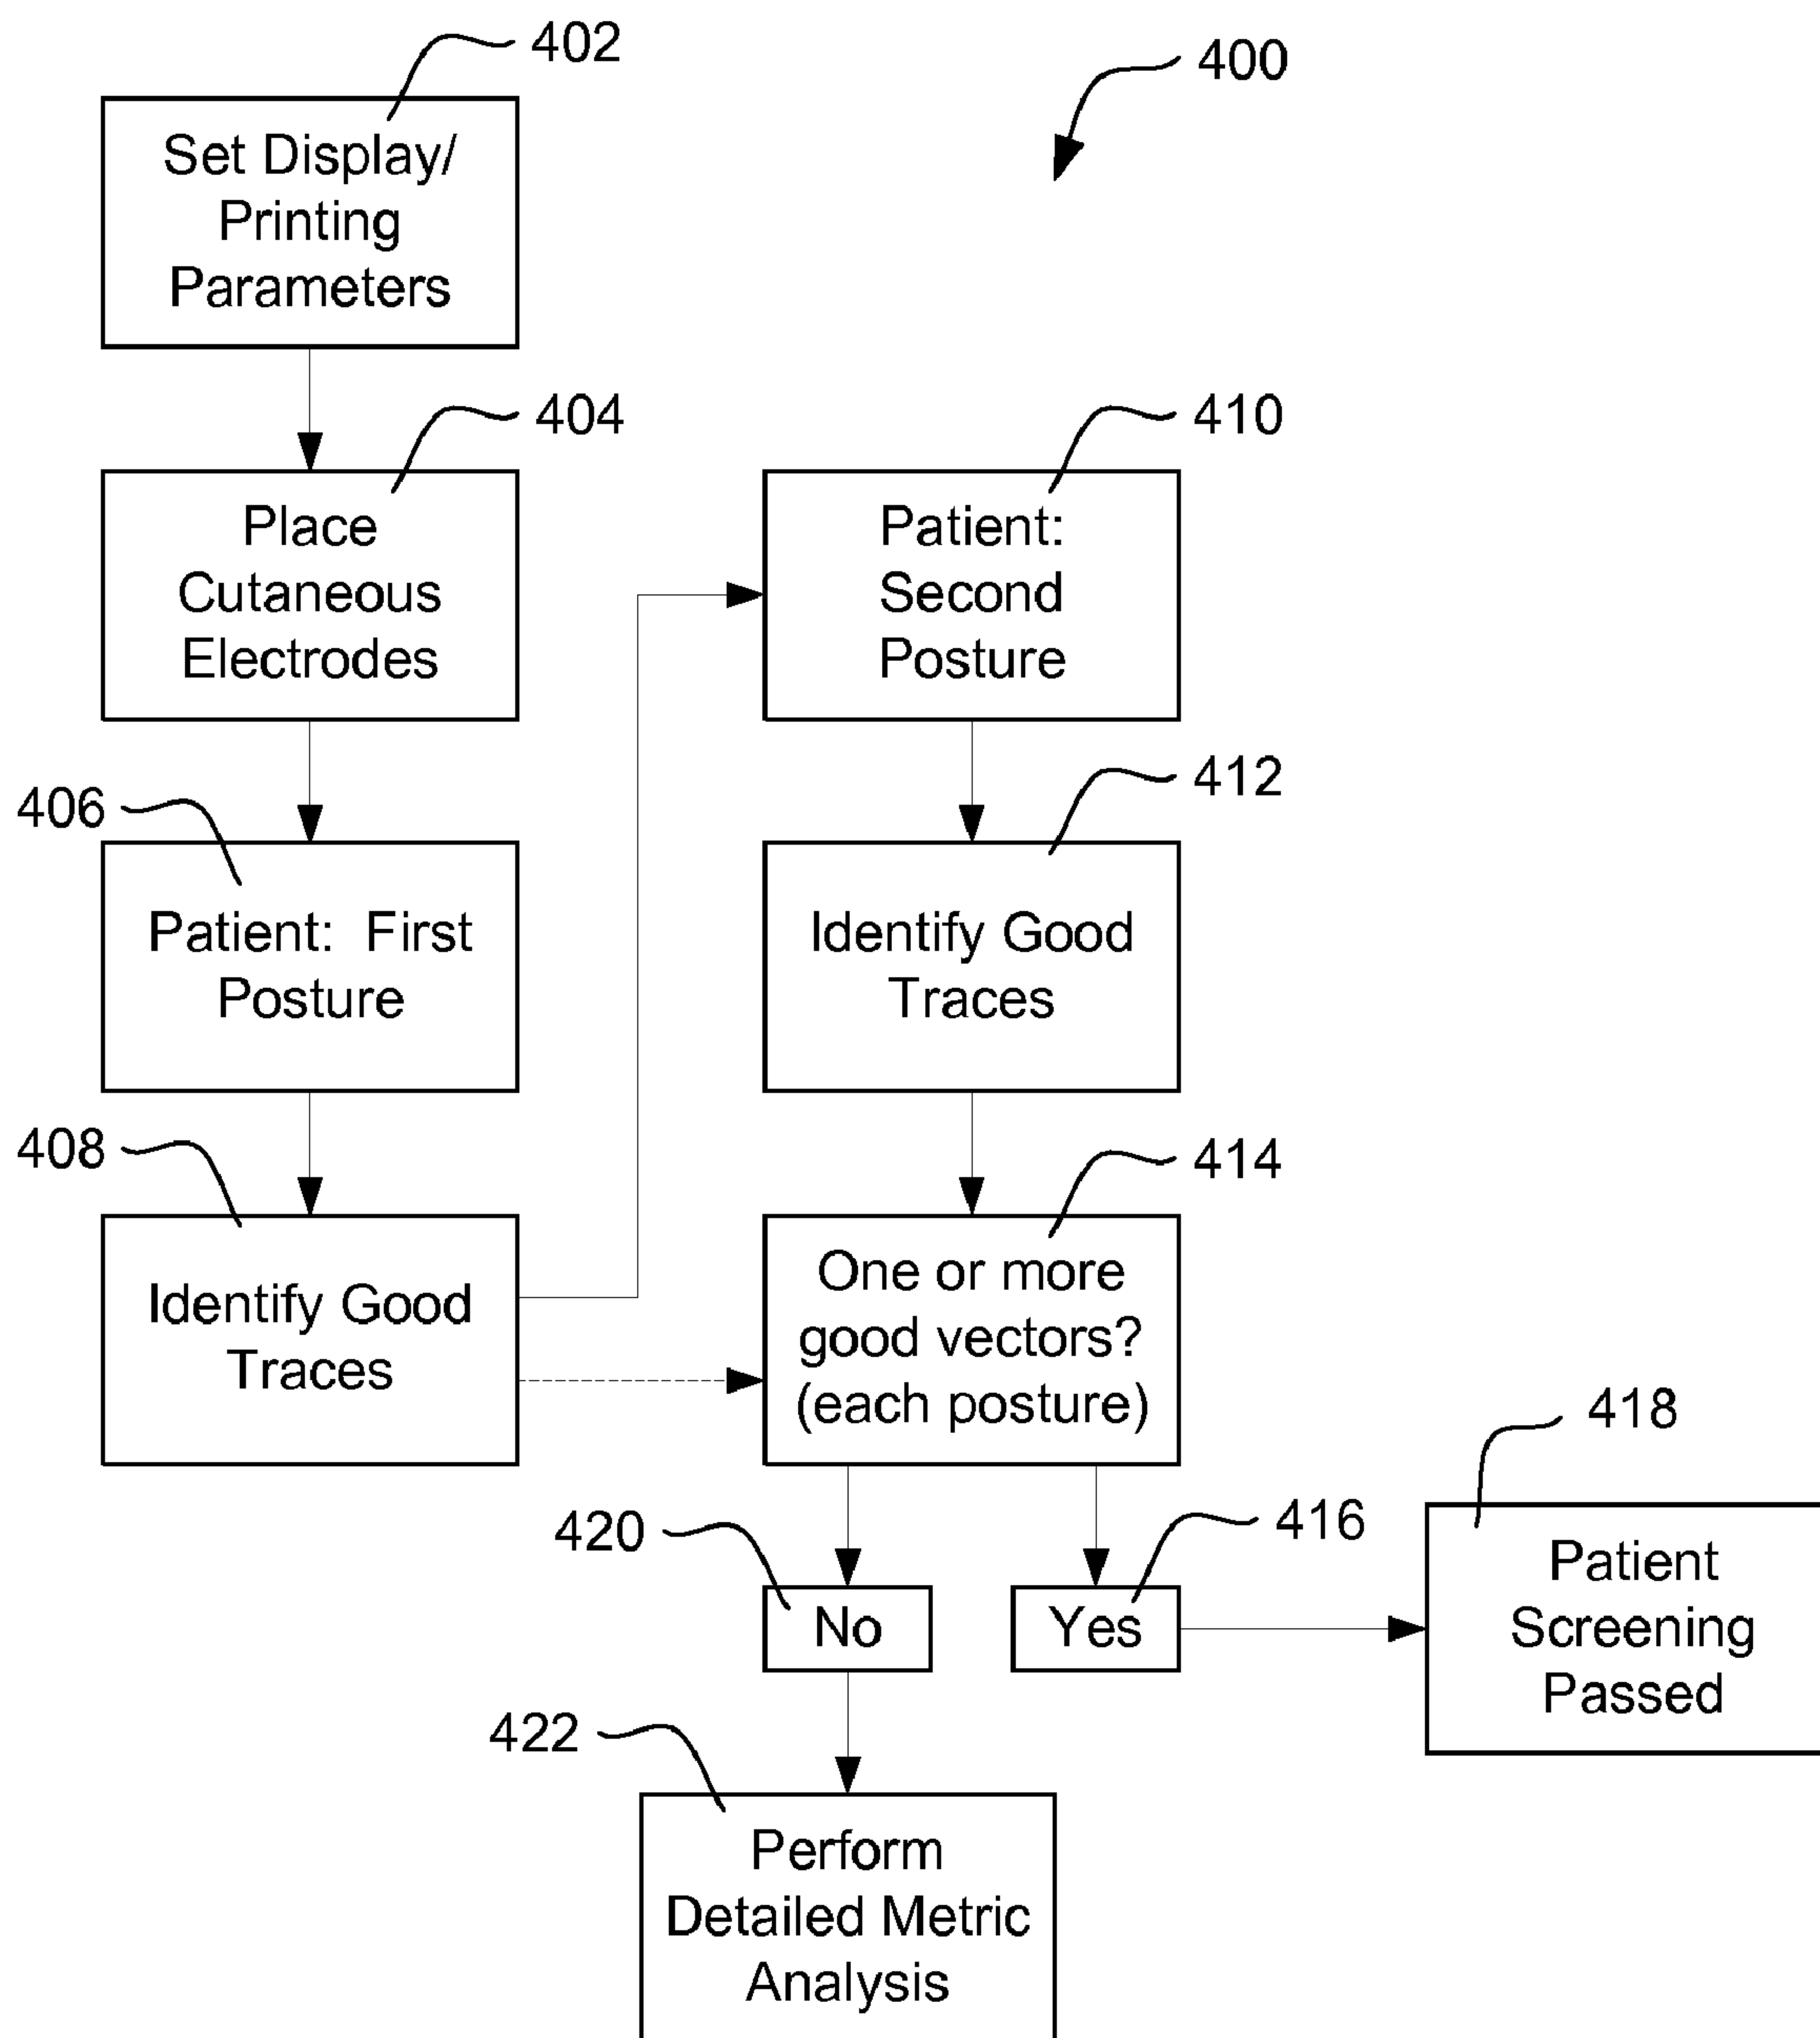 402
400
Set Display/
Printing
Parameters
404
Place
Cutaneous
Electrodes
406
Patient: First
Posture
408
Identify Good
Traces
410
Patient:
Second
Posture
412
Identify Good
Traces
414
One or more
good vectors?
(each posture)
420
No
416
Yes
418
Patient
Screening
Passed
422
Perform
Detailed Metric
Analysis